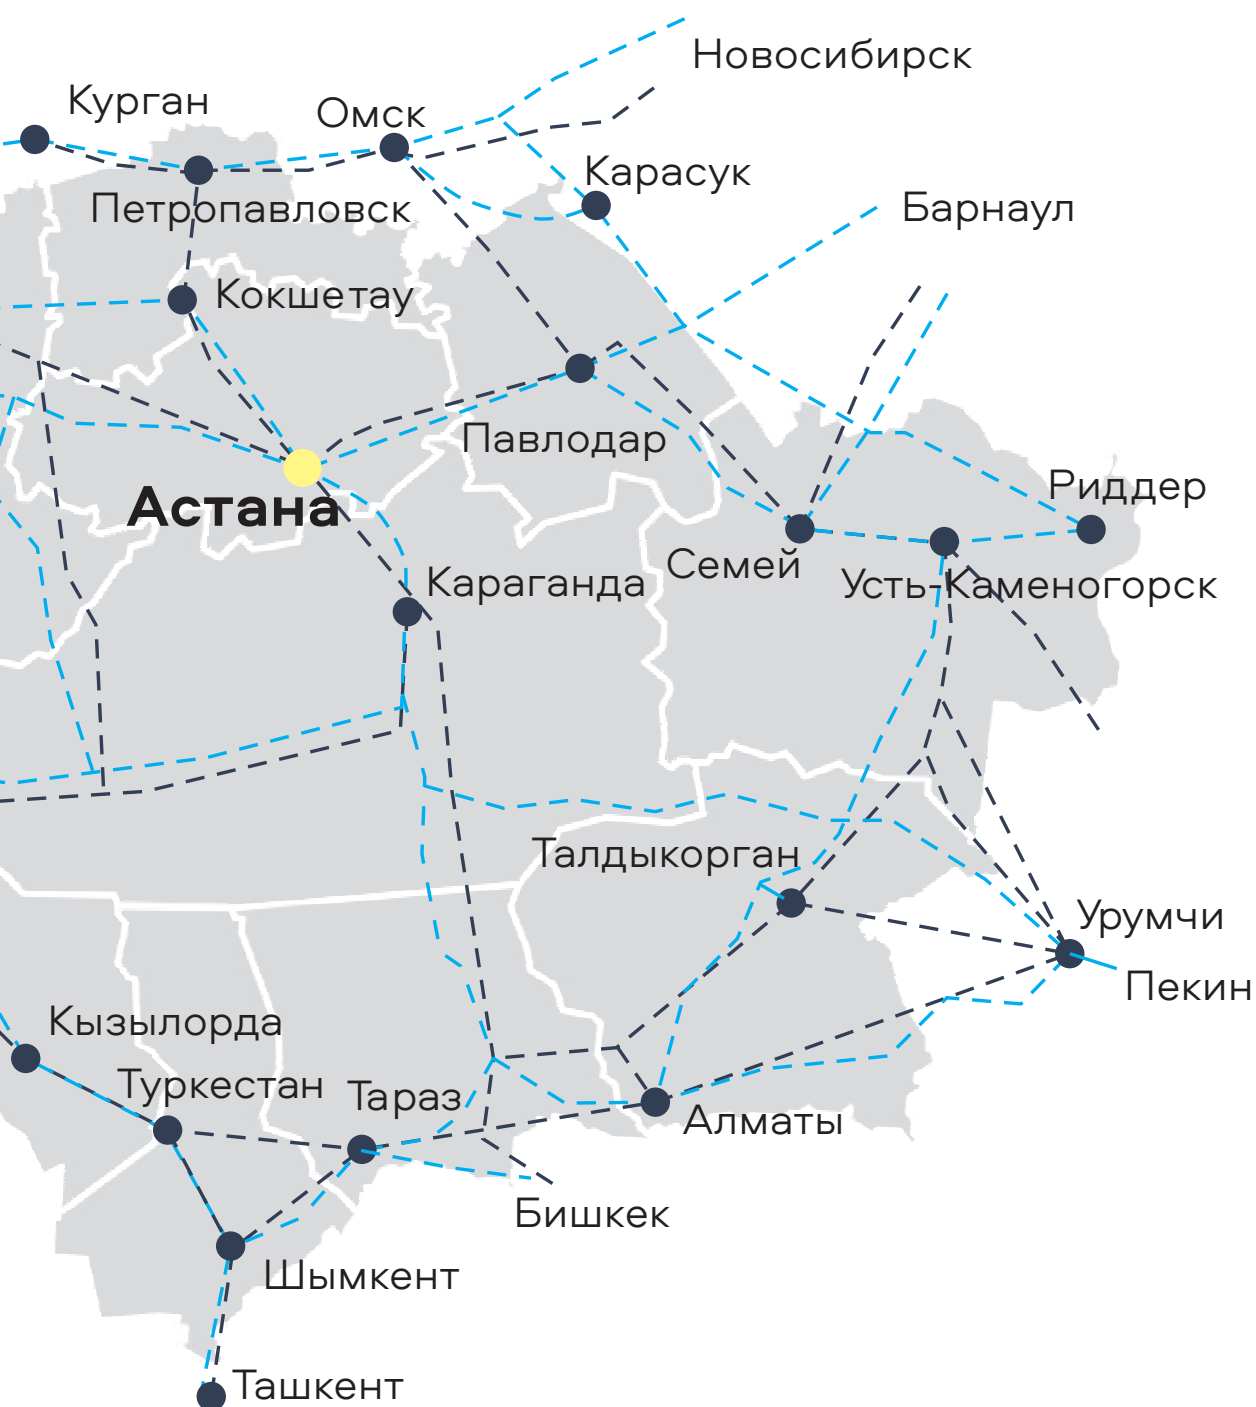 Новосибирск
Курган
Омск
Карасук
Петропавловск
Барнаул
Кокшетау
Павлодар
Риддер
Астана
Семей
Караганда
Усть-Каменогорск
Талдыкорган
Урумчи
Пекин
Кызылорда
Туркестан
Тараз
Алматы
Бишкек
Шымкент
Ташкент